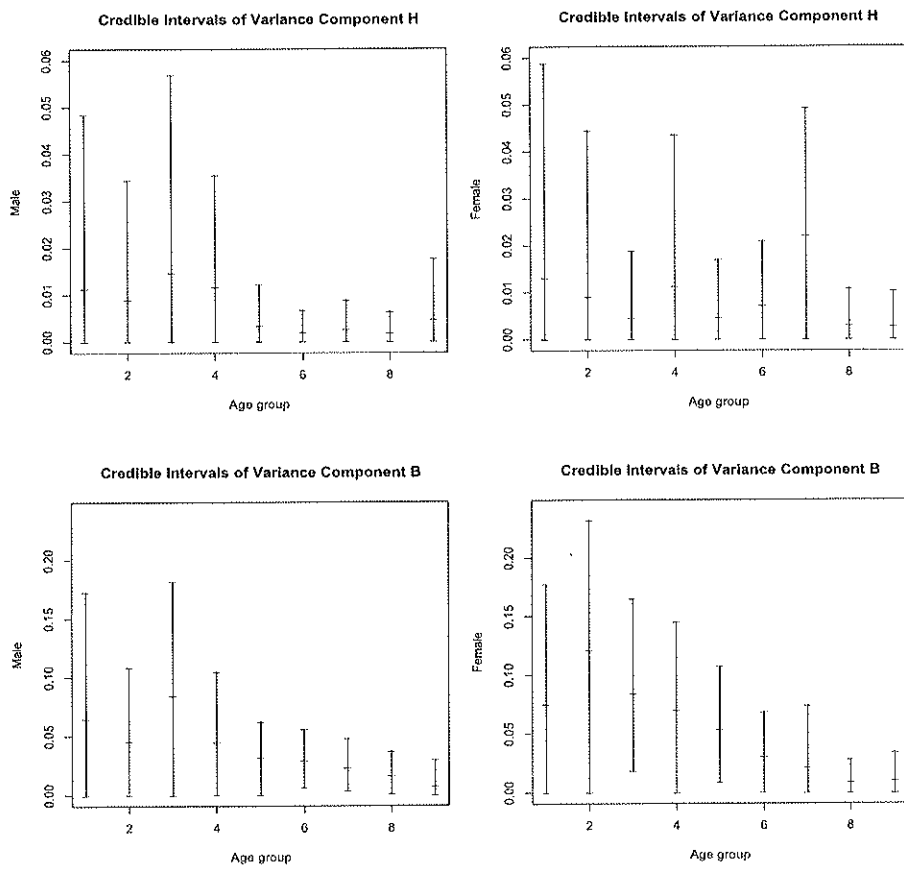 Credible Intervals of Variance Component H
Male
0.00 0.01 0.02 0.03 0.04 0.05 0.06
2 4 6 8
Age group
Credible Intervals of Variance Component H
Female
0.00 0.01 0.02 0.03 0.04 0.05 0.06
2 4 6 8
Age group
Credible Intervals of Variance Component B
Male
0.00 0.05 0.10 0.15 0.20
2 4 6 8
Age group
Credible Intervals of Variance Component B
Female
0.00 0.05 0.10 0.15 0.20
2 4 6 8
Age group